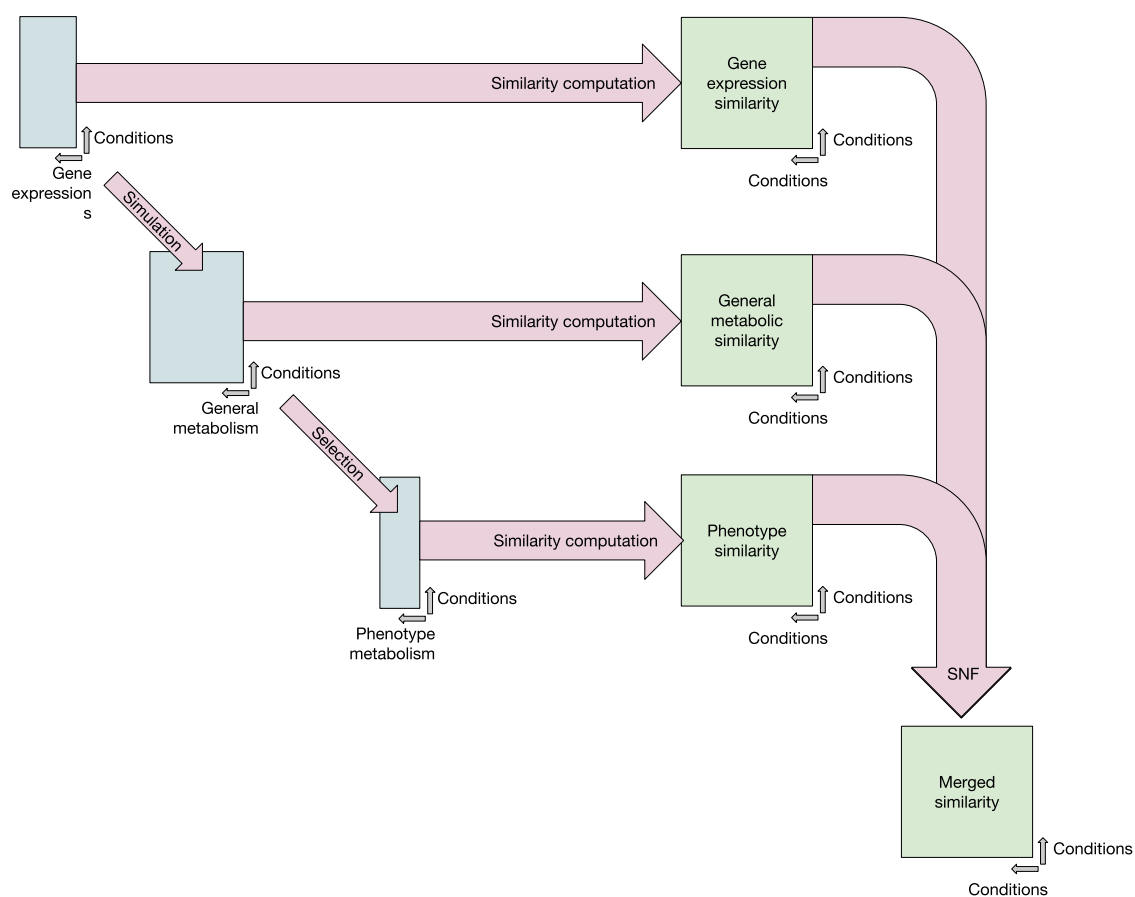 Similarity computation
Gene
expression
similarity
Conditions
Gene
expression
s
Conditions
Conditions
Simulation
Similarity computation
General
metabolic
similarity
Conditions
General
metabolism
Conditions
Conditions
Selection
Similarity computation
Phenotype
similarity
Conditions
Phenotype
metabolism
Conditions
Conditions
SNF
Merged
similarity
Conditions
Conditions